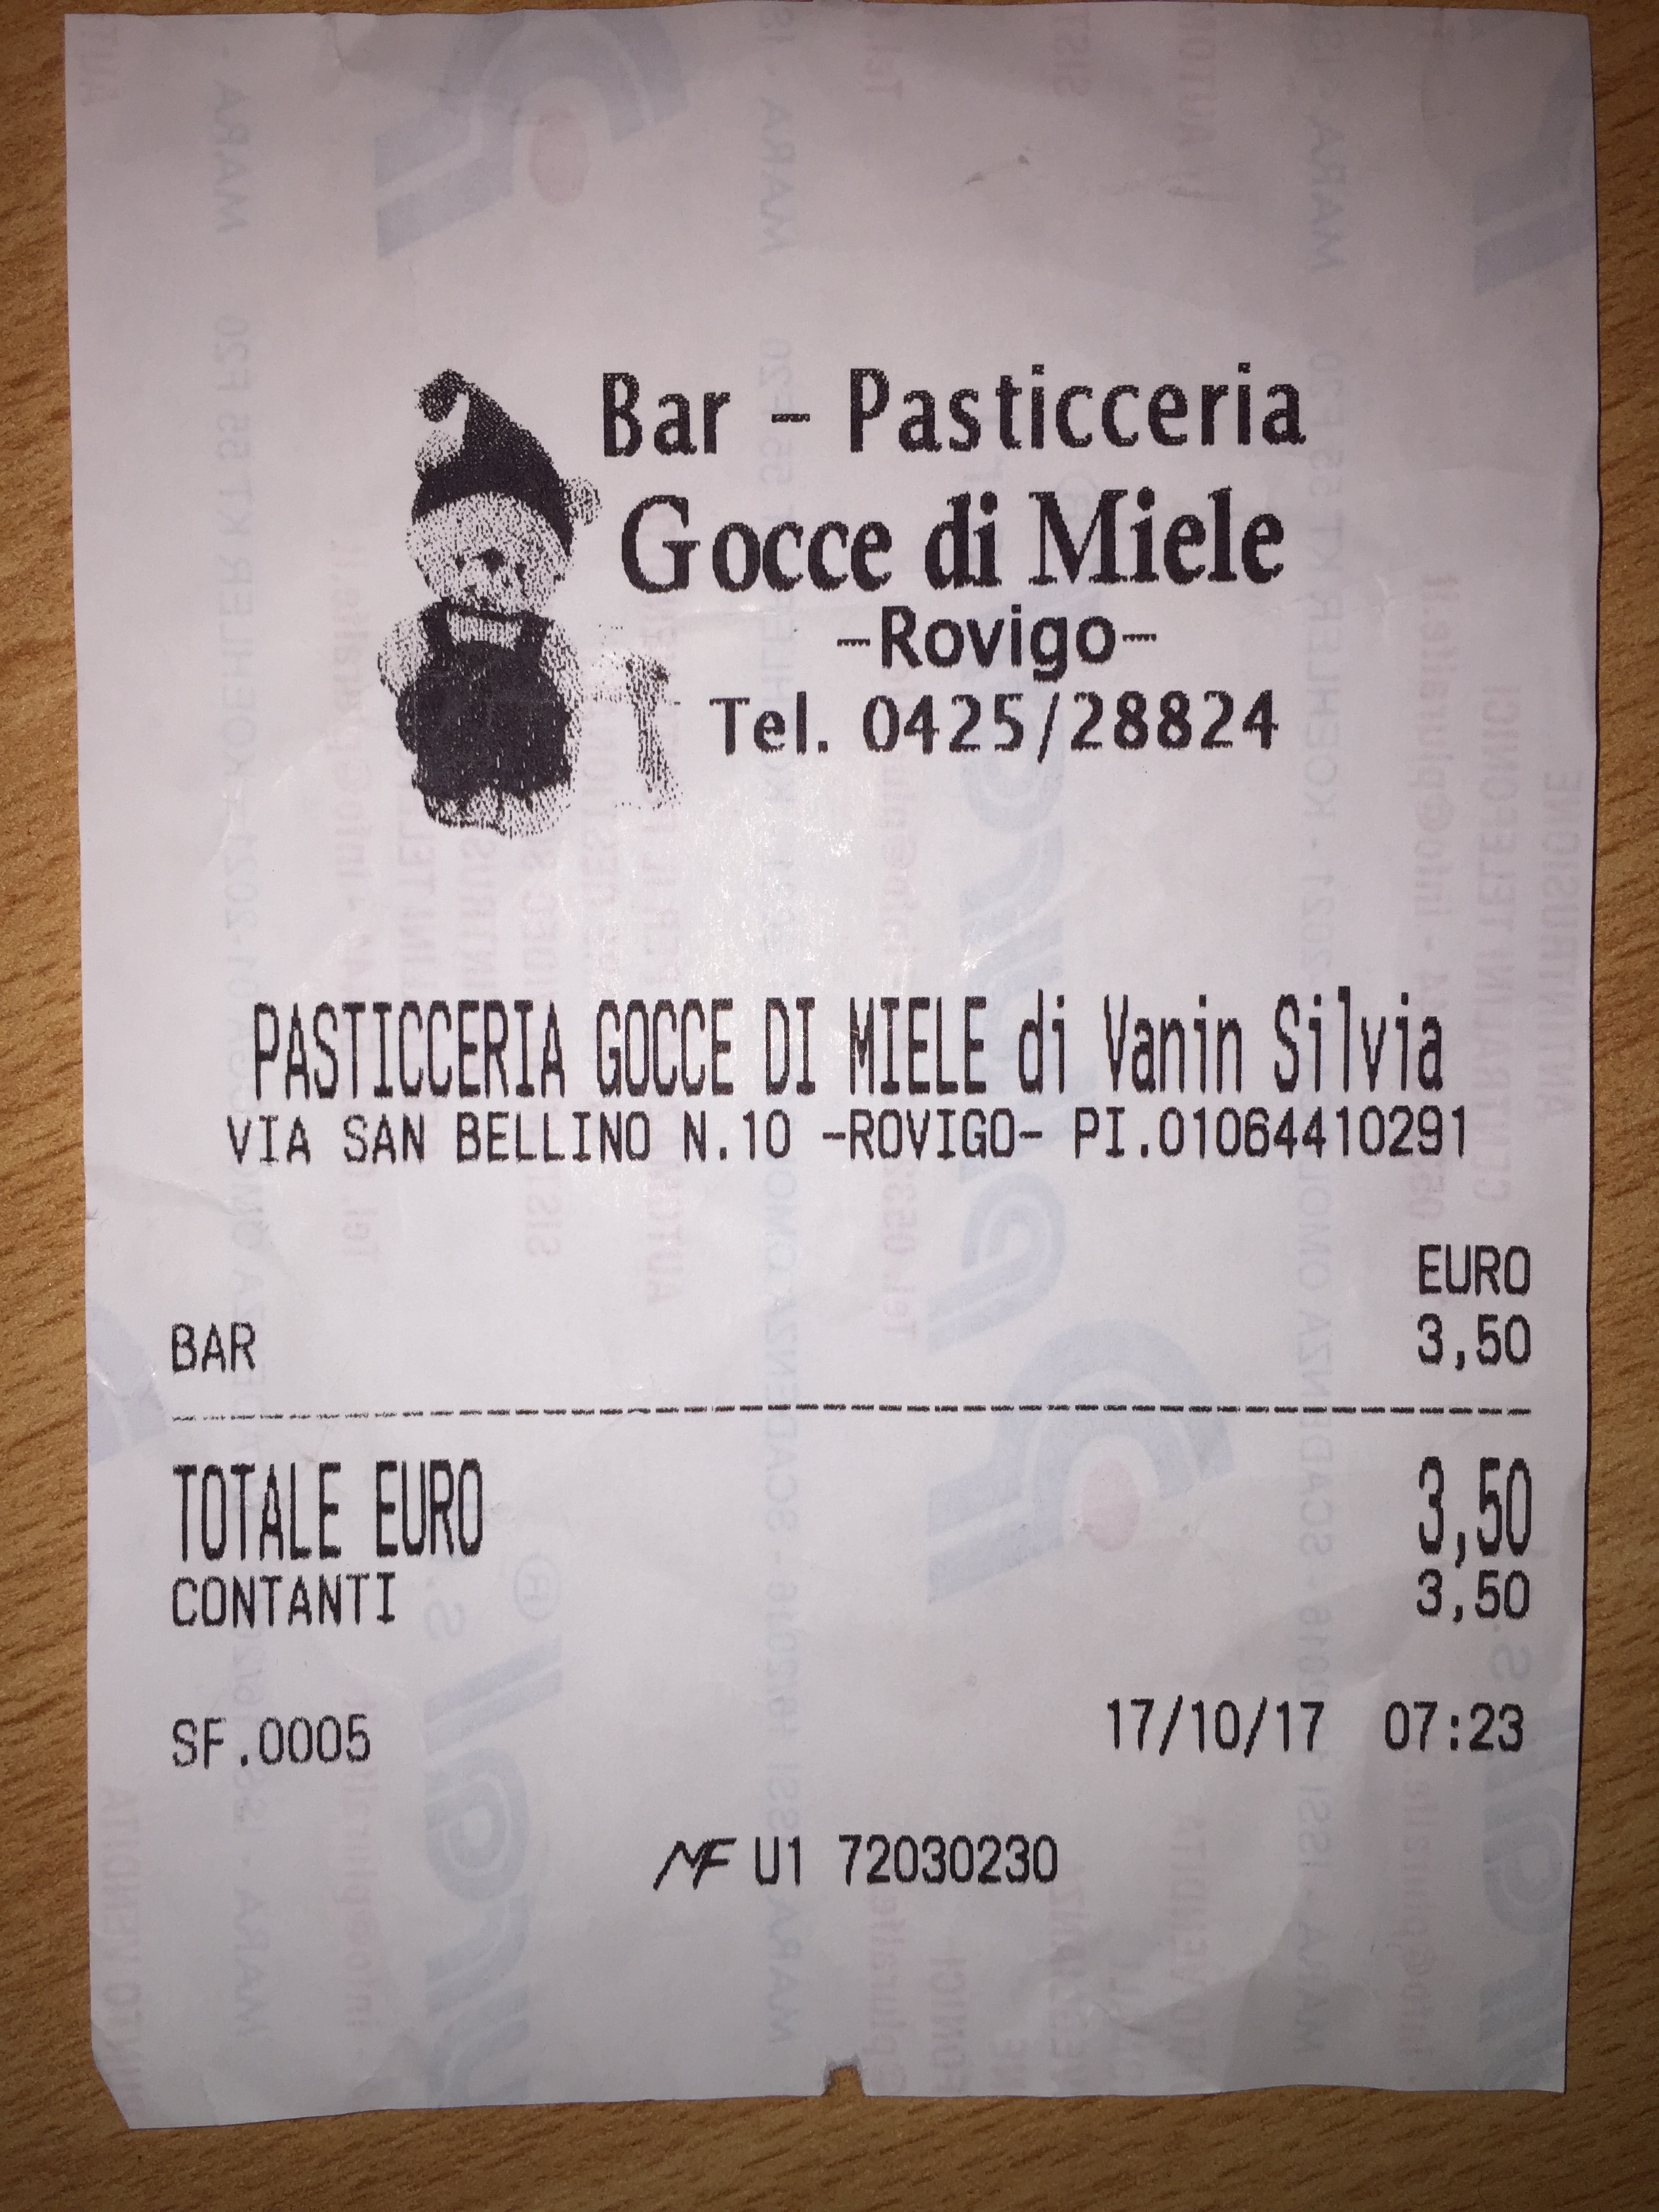 Bar - Pasticceria
Gocce di Miele
-Rovigo-
Tel. 0425/28824
PASTICCERIA GOCCE DI MIELE di Vanin Silvia
VIA SAN BELLINO N.10 -ROVIGO- PI.01064410291
EURO
BAR 3,50
TOTALE EURO 3,50
CONTANTI 3,50
SF.0005 17/10/17 07:23
MF U1 72030230